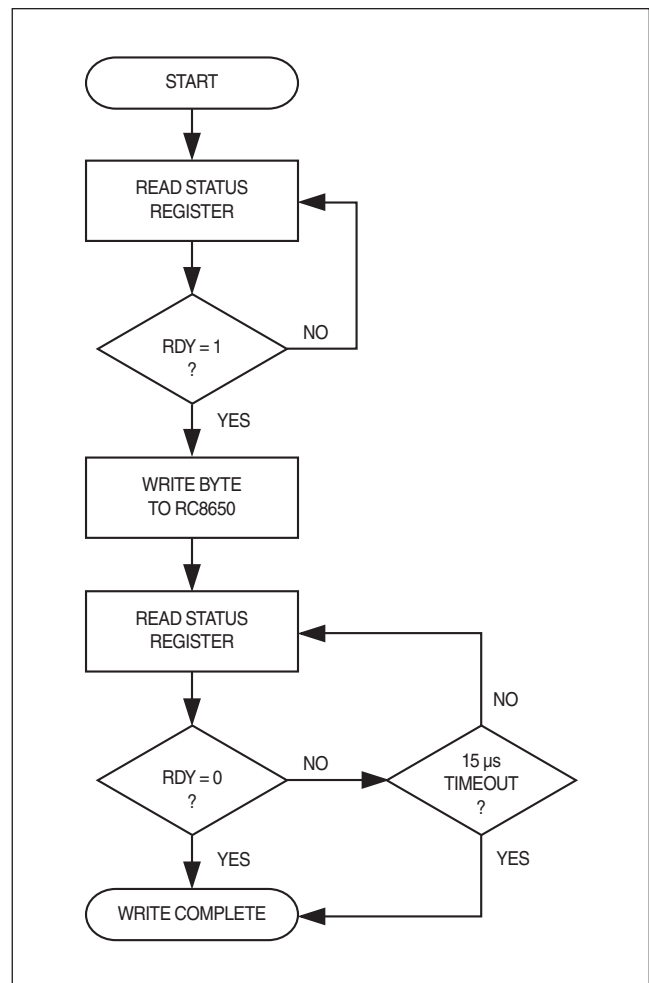 START
READ STATUS
REGISTER
RDY = 1
?
NO
YES
WRITE BYTE
TO RC8650
READ STATUS
REGISTER
NO
RDY = 0
?
NO
15 µs
TIMEOUT
?
YES
YES
WRITE COMPLETE